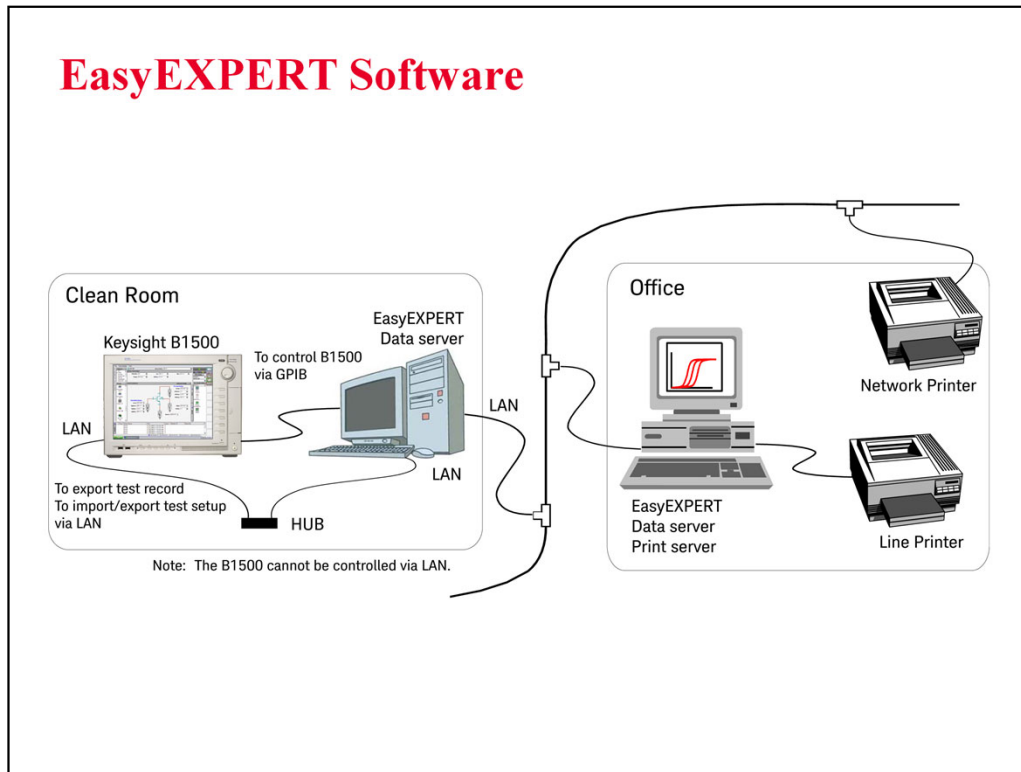 EasyEXPERT Software
Clean Room
Keysight B1500
To control B1500
via GPIB
EasyEXPERT
Data server
LAN
LAN
LAN
To export test record
To import/export test setup
via LAN
HUB
Note: The B1500 cannot be controlled via LAN.
Office
EasyEXPERT
Data server
Print server
Network Printer
Line Printer